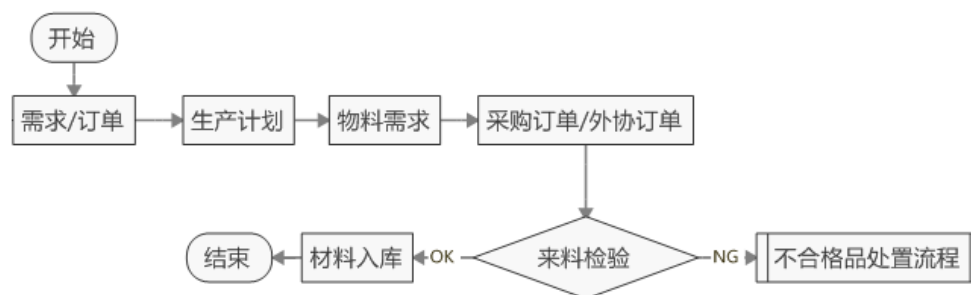 开始
需求/订单
生产计划
物料需求
采购订单/外协订单
结束
材料入库
OK
来料检验
NG
不合格品处置流程